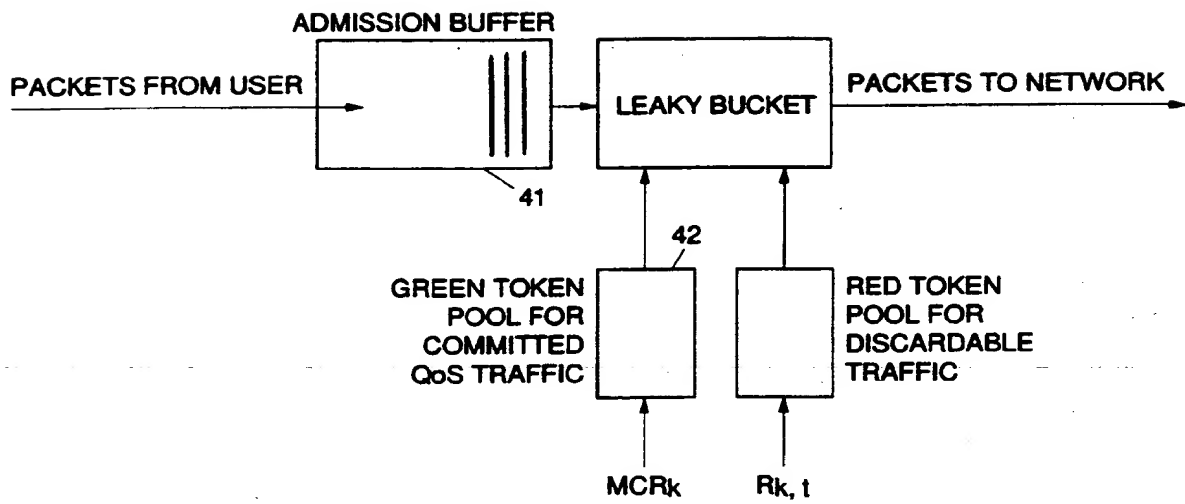 ADMISSION BUFFER
PACKETS FROM USER
LEAKY BUCKET
PACKETS TO NETWORK
41
42
GREEN TOKEN
POOL FOR
COMMITTED
QoS TRAFFIC
RED TOKEN
POOL FOR
DISCARDABLE
TRAFFIC
MCRk
Rk, t